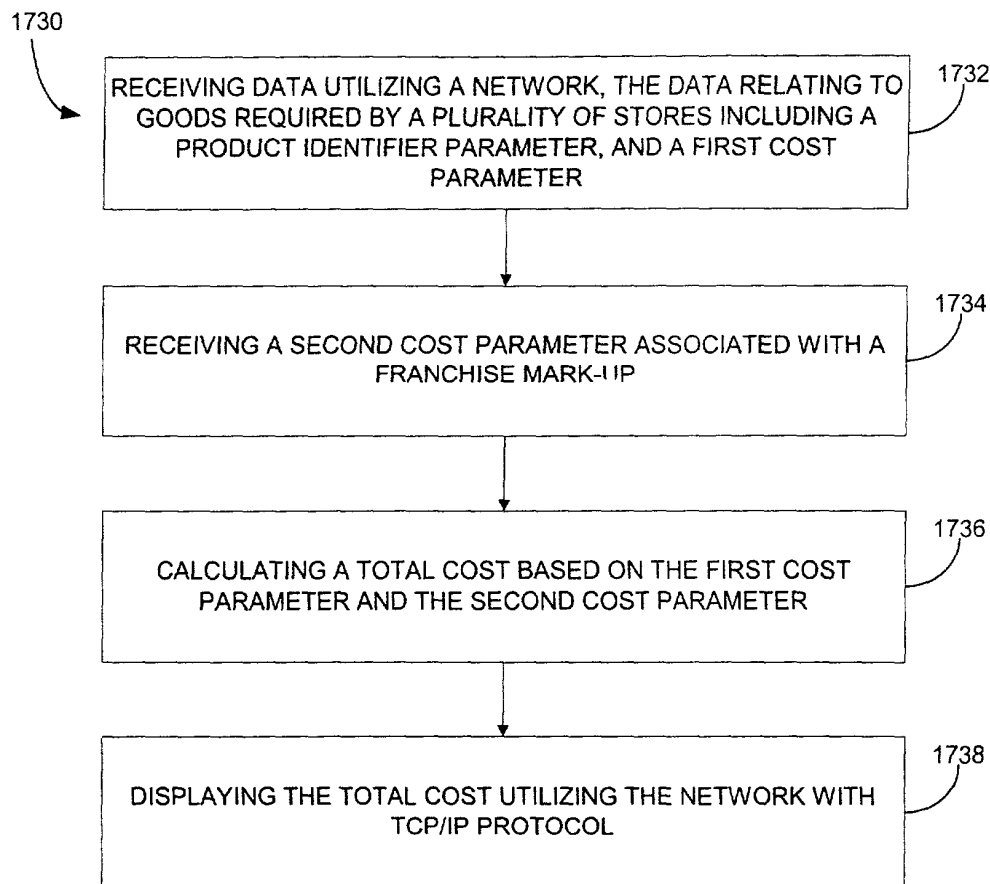 1730
RECEIVING DATA UTILIZING A NETWORK, THE DATA RELATING TO
GOODS REQUIRED BY A PLURALITY OF STORES INCLUDING A
PRODUCT IDENTIFIER PARAMETER, AND A FIRST COST
PARAMETER
1732
RECEIVING A SECOND COST PARAMETER ASSOCIATED WITH A
FRANCHISE MARK-UP
1734
CALCULATING A TOTAL COST BASED ON THE FIRST COST
PARAMETER AND THE SECOND COST PARAMETER
1736
DISPLAYING THE TOTAL COST UTILIZING THE NETWORK WITH
TCP/IP PROTOCOL
1738